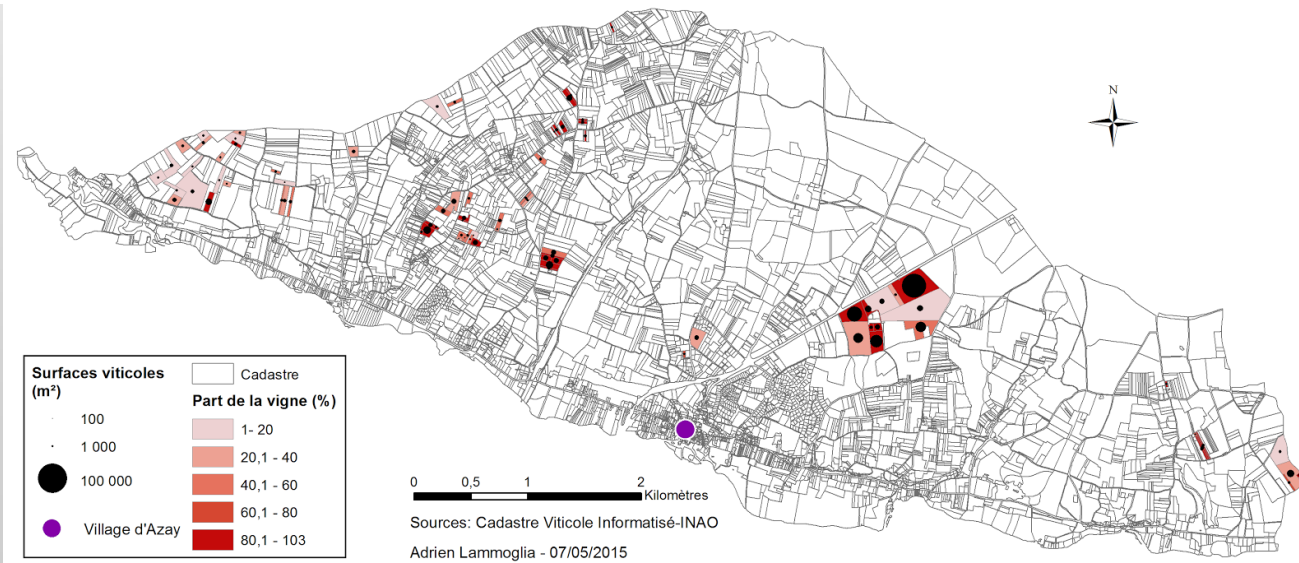 N
Surfaces viticoles
(m²)
100
1 000
100 000
Village d'Azay
Cadastre
Part de la vigne (%)
1- 20
20,1 - 40
40,1 - 60
60,1 - 80
80,1 - 103
0 0,5 1 2
Kilomètres
Sources: Cadastre Viticole Informatisé-INAO
Adrien Lammoglia - 07/05/2015